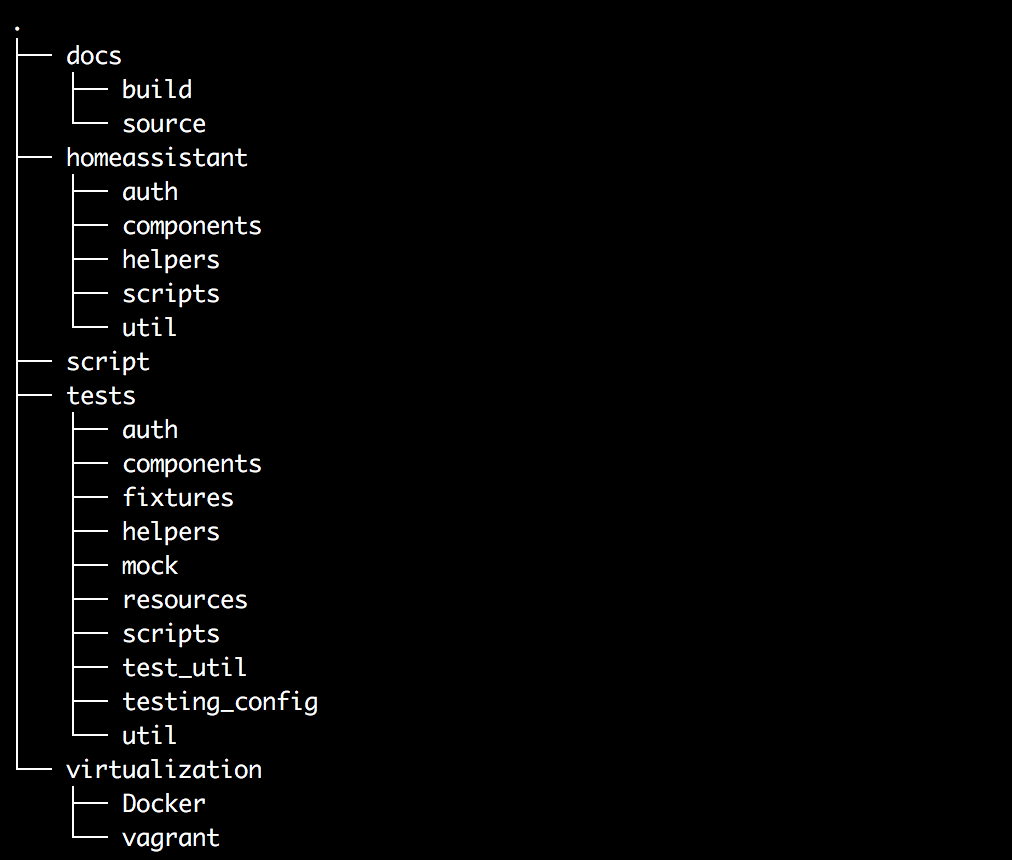 .
├── docs
│   ├── build
│   └── source
├── homeassistant
│   ├── auth
│   ├── components
│   ├── helpers
│   ├── scripts
│   └── util
├── script
├── tests
│   ├── auth
│   ├── components
│   ├── fixtures
│   ├── helpers
│   ├── mock
│   ├── resources
│   ├── scripts
│   ├── test_util
│   ├── testing_config
│   └── util
└── virtualization
    ├── Docker
    └── vagrant